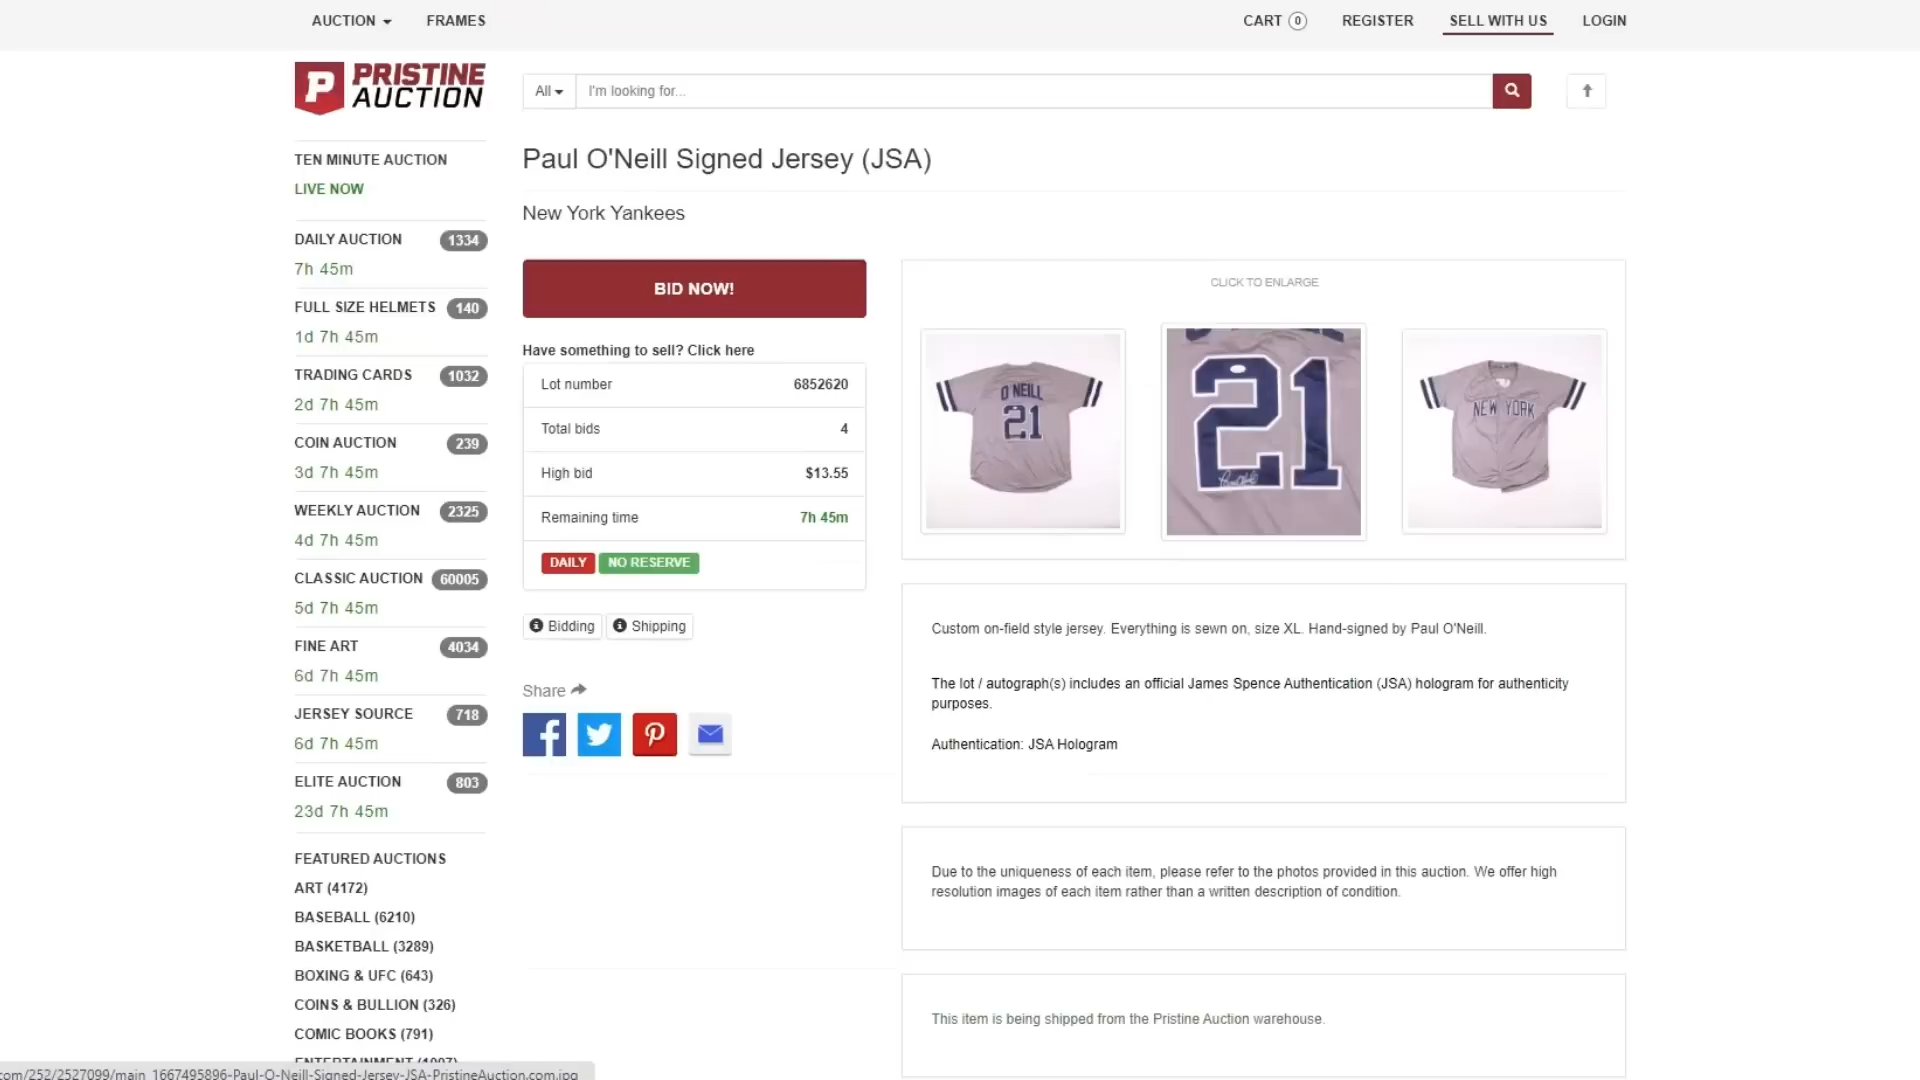 AUCTION
FRAMES
CART 0
REGISTER
SELL WITH US
LOGIN
P PRISTINE
AUCTION
All
I'm looking for...
TEN MINUTE AUCTION
LIVE NOW
DAILY AUCTION 1334
7h 45m
FULL SIZE HELMETS 140
1d 7h 45m
TRADING CARDS 1032
2d 7h 45m
COIN AUCTION 239
3d 7h 45m
WEEKLY AUCTION 2325
4d 7h 45m
CLASSIC AUCTION 60005
5d 7h 45m
FINE ART 4034
6d 7h 45m
JERSEY SOURCE 718
6d 7h 45m
ELITE AUCTION 803
23d 7h 45m
FEATURED AUCTIONS
ART (4172)
BASEBALL (6210)
BASKETBALL (3289)
BOXING & UFC (643)
COINS & BULLION (326)
COMIC BOOKS (791)
Paul O'Neill Signed Jersey (JSA)
New York Yankees
BID NOW!
Have something to sell? Click here
Lot number 6852620
Total bids 4
High bid $13.55
Remaining time 7h 45m
DAILY NO RESERVE
Bidding Shipping
Share
CLICK TO ENLARGE
O NEILL
21
21
NEW YORK
Custom on-field style jersey. Everything is sewn on, size XL. Hand-signed by Paul O'Neill.
The lot / autograph(s) includes an official James Spence Authentication (JSA) hologram for authenticity
purposes.
Authentication: JSA Hologram
Due to the uniqueness of each item, please refer to the photos provided in this auction. We offer high
resolution images of each item rather than a written description of condition.
This item is being shipped from the Pristine Auction warehouse.
com/252/2527099/main_1667495896-Paul-O-Neill-Signed-Jersey-JSA-PristineAuction.com.jpg